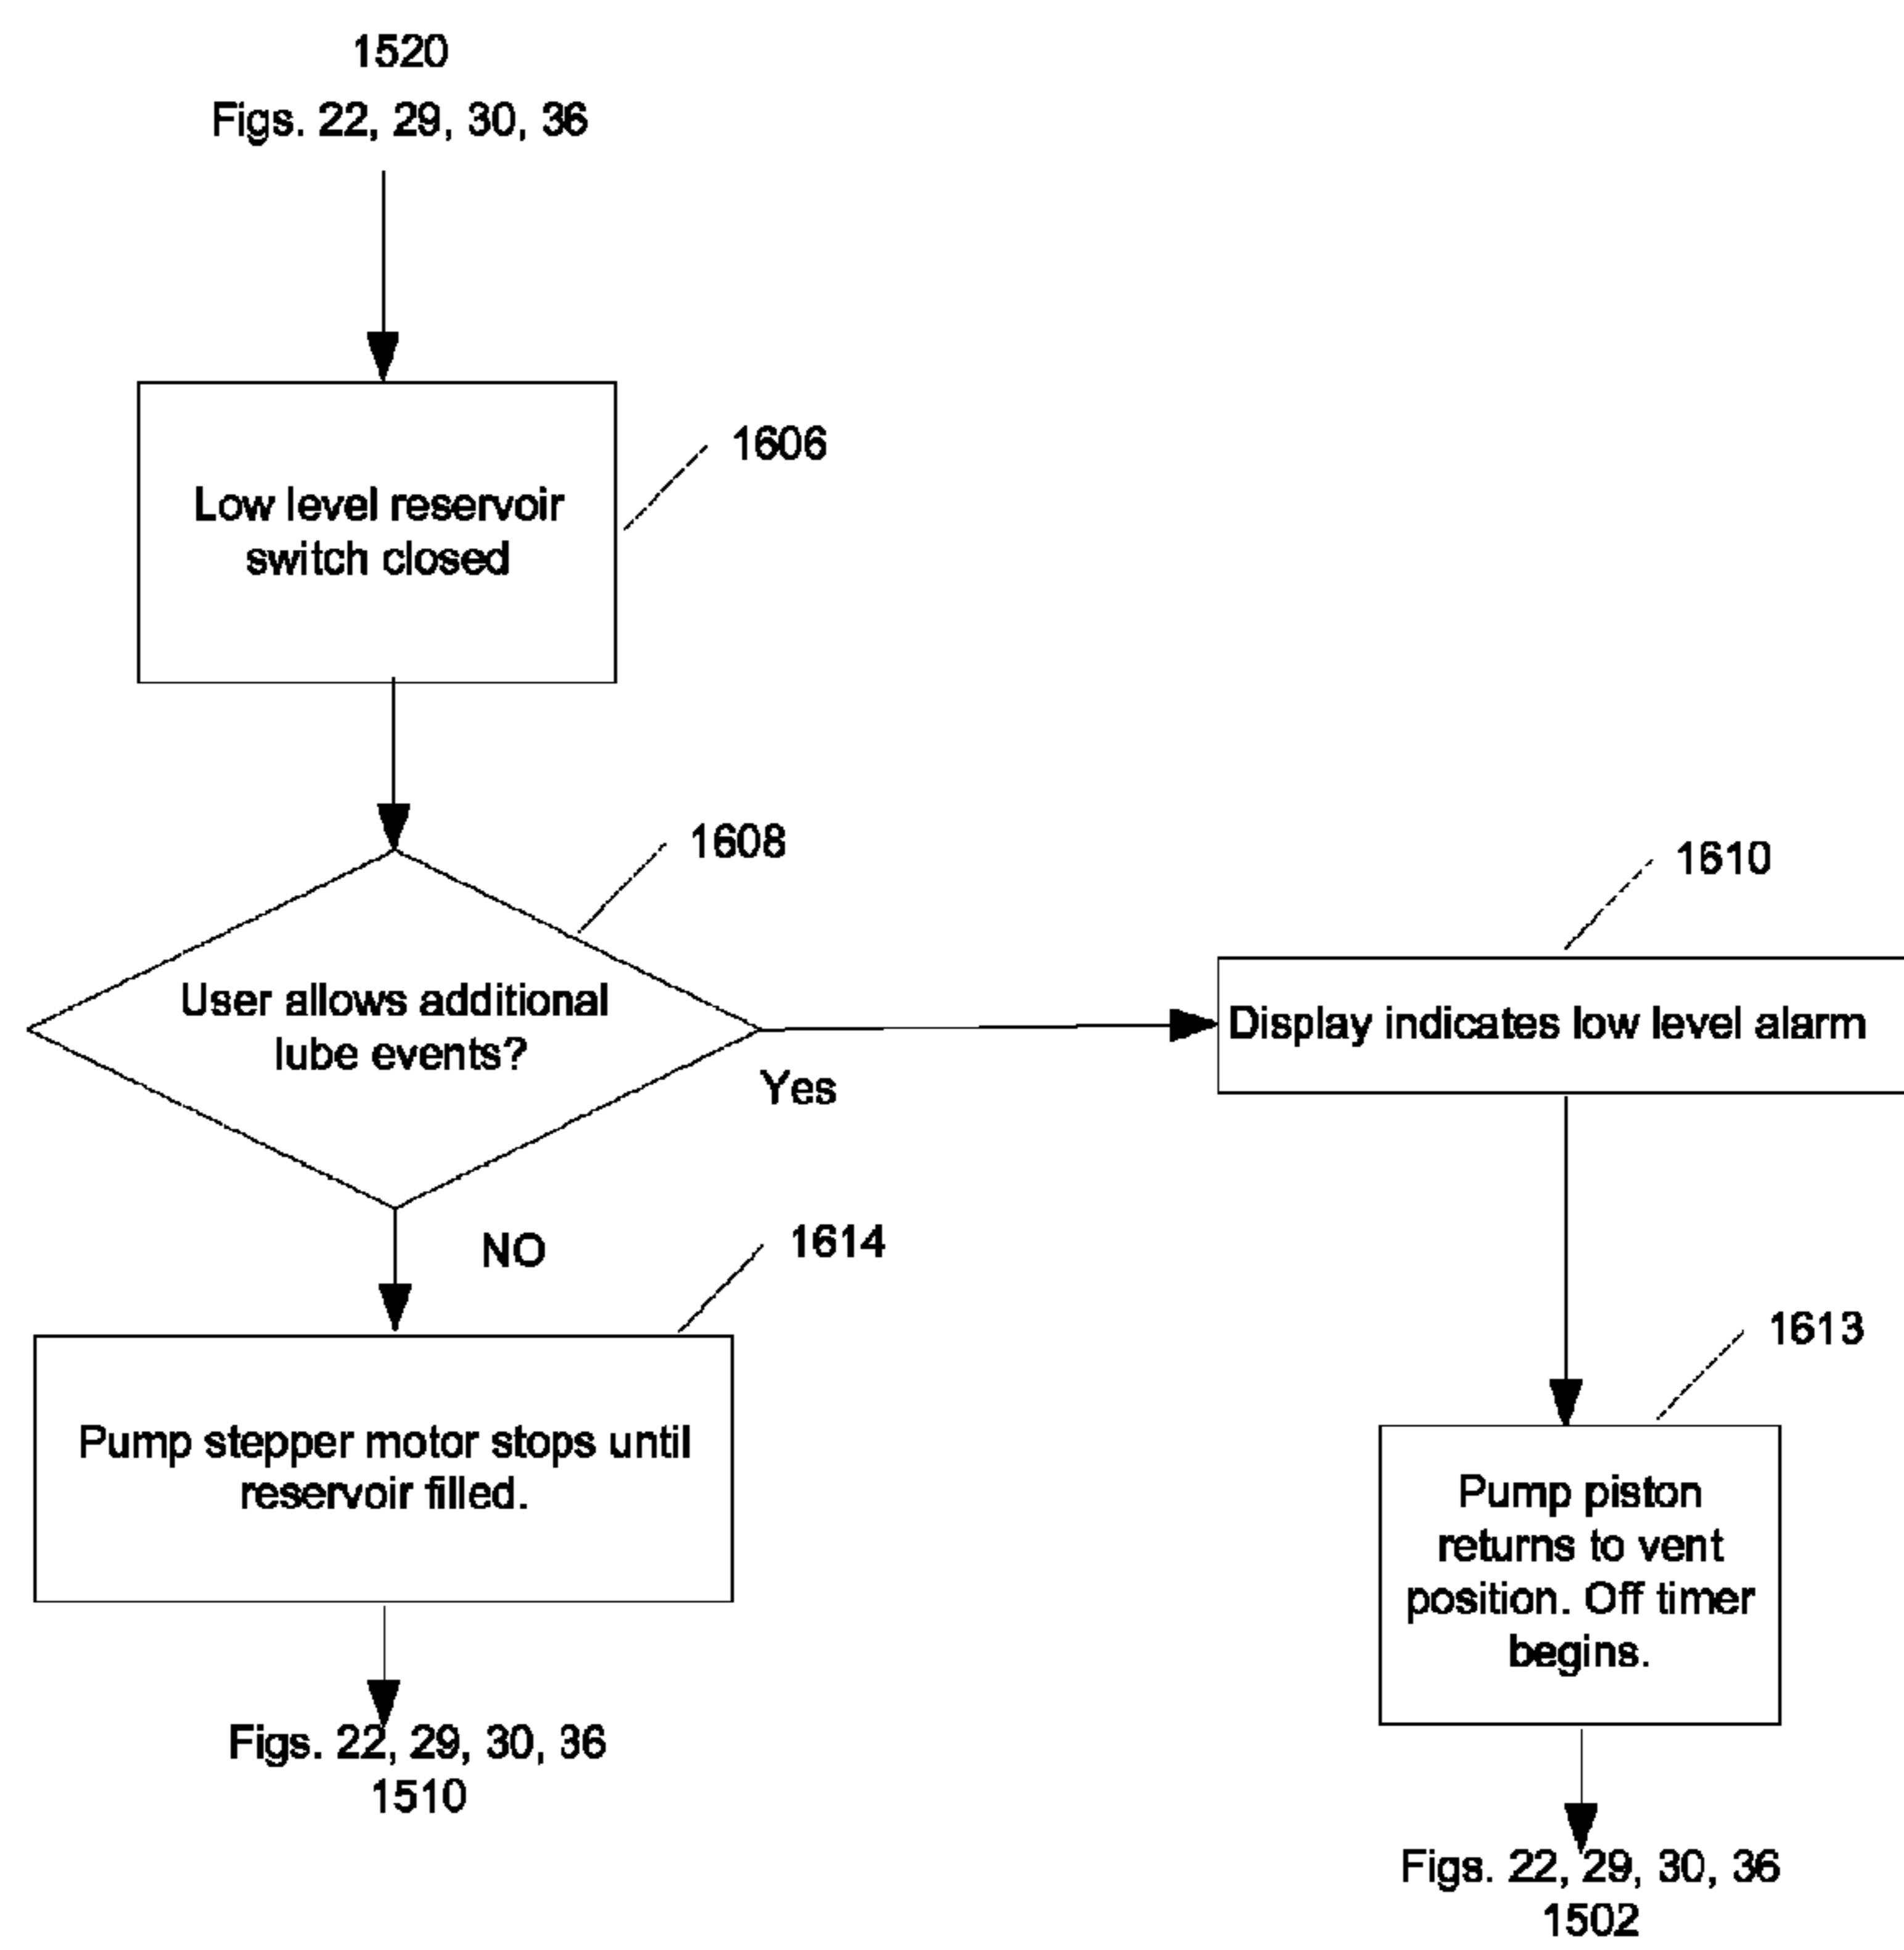 1520
Figs. 22, 29, 30, 36
1606
Low level reservoir
switch closed
1608
User allows additional
lube events?
Yes
1610
Display indicates low level alarm
NO
1614
Pump stepper motor stops until
reservoir filled.
1613
Pump piston
returns to vent
position. Off timer
begins.
Figs. 22, 29, 30, 36
1510
Figs. 22, 29, 30, 36
1502